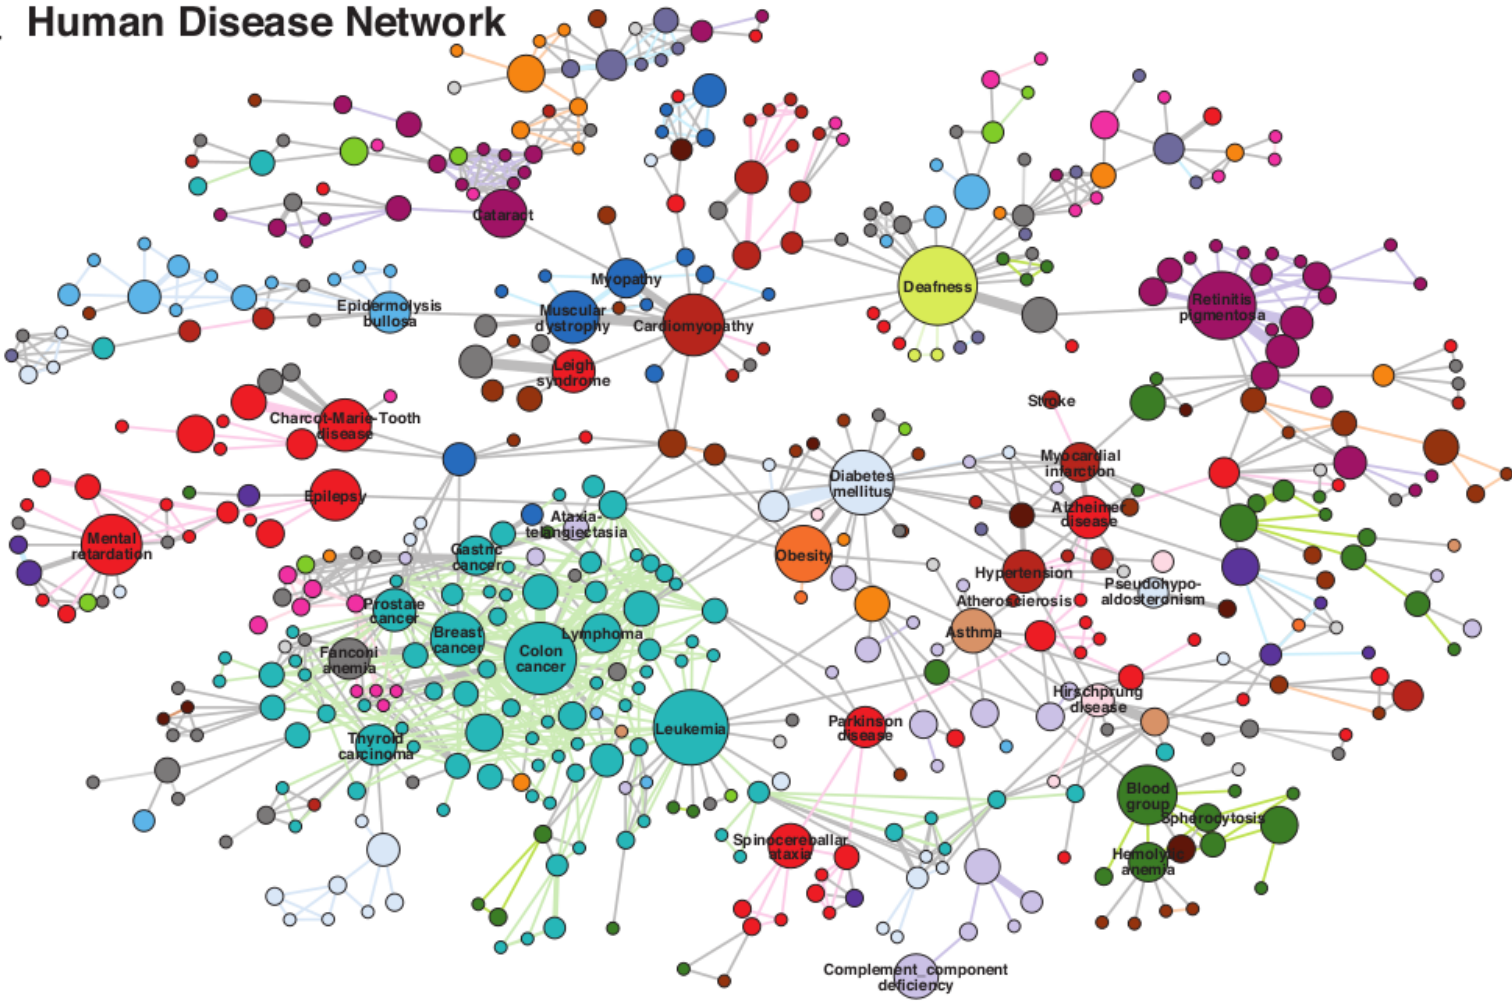 Human Disease Network
Cataract
Myopathy
Deafness
Epidermolysis
bullosa
Muscular
dystrophy
Cardiomyopathy
Retinitis
pigmentosa
Leigh
syndrome
Charcot-Marie-Tooth
disease
Stroke
Myocardial
infarction
Diabetes
mellitus
Epilepsy
Ataxia-
telangiectasia
Alzheimer
disease
Mental
retardation
Gastric
cancer
Obesity
Hypertension
Pseudohypo-
aldosteronism
Prostate
cancer
Atherosclerosis
Breast
cancer
Lymphoma
Asthma
Colon
cancer
Fanconi
anemia
Hirschprung
disease
Leukemia
Parkinson
disease
Thyroid
carcinoma
Blood
group
Spherocytosis
Spinocereballar
ataxia
Hemolytic
anemia
Complement_component
deficiency